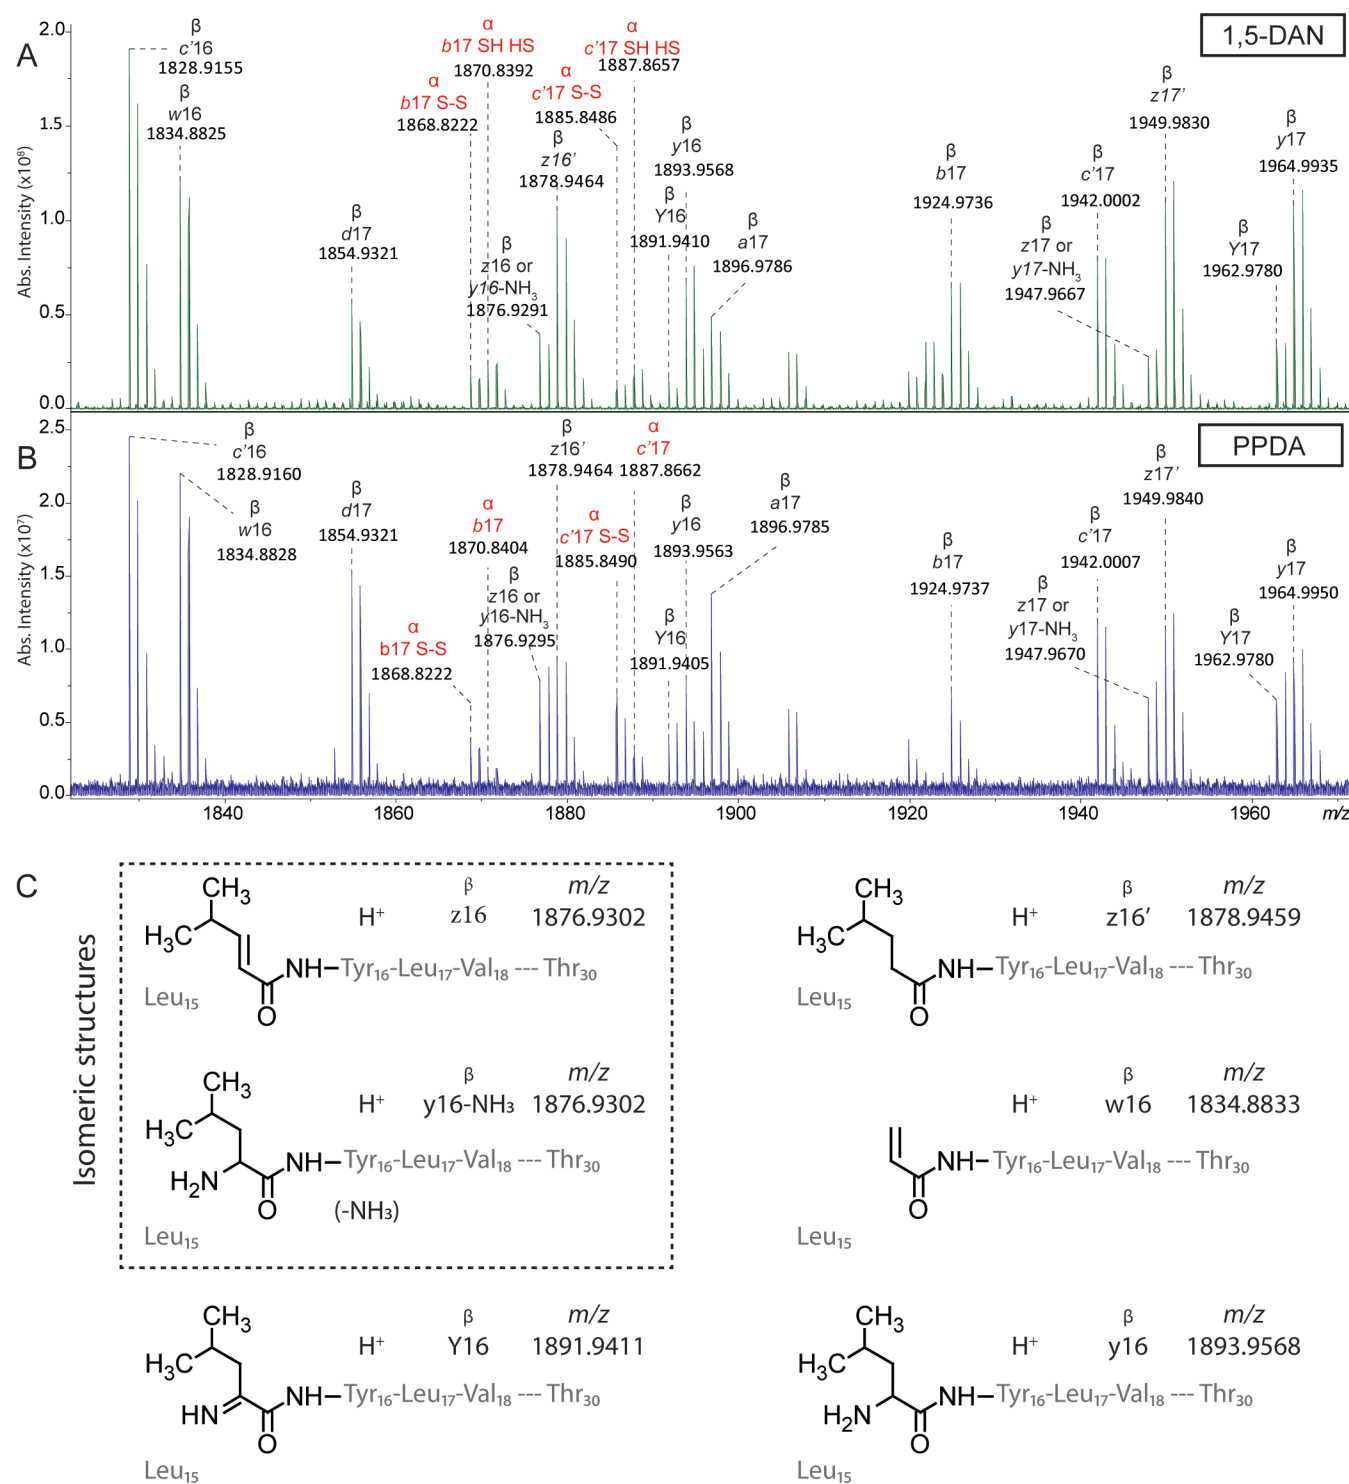 A
1,5-DAN
Abs. Intensity (x10⁸)
2.0
1.5
1.0
0.5
0.0
β
c'16
1828.9155
β
w16
1834.8825
β
d17
1854.9321
α
b17 S-S
1868.8222
α
b17 SH HS
1870.8392
β
z16 or
y16-NH₃
1876.9291
β
z16'
1878.9464
α
c'17 S-S
1885.8486
α
c'17 SH HS
1887.8657
β
Y16
1891.9410
β
y16
1893.9568
β
a17
1896.9786
β
b17
1924.9736
β
c'17
1942.0002
β
z17 or
y17-NH₃
1947.9667
β
z17'
1949.9830
β
Y17
1962.9780
β
y17
1964.9935
B
PPDA
Abs. Intensity (x10⁷)
2.5
2.0
1.5
1.0
0.5
0.0
β
c'16
1828.9160
β
w16
1834.8828
β
d17
1854.9321
α
b17 S-S
1868.8222
α
b17
1870.8404
β
z16 or
y16-NH₃
1876.9295
β
z16'
1878.9464
α
c'17 S-S
1885.8490
α
c'17
1887.8662
β
Y16
1891.9405
β
y16
1893.9563
β
a17
1896.9785
β
b17
1924.9737
β
c'17
1942.0007
β
z17 or
y17-NH₃
1947.9670
β
z17'
1949.9840
β
Y17
1962.9780
β
y17
1964.9950
1840 1860 1880 1900 1920 1940 1960 m/z
C
Isomeric structures
CH₃
H₃C
NH
O
Leu₁₅
β m/z
H⁺ z16 1876.9302
Tyr₁₆-Leu₁₇-Val₁₈ --- Thr₃₀
CH₃
H₃C
NH
O
Leu₁₅
β m/z
H⁺ z16′ 1878.9459
Tyr₁₆-Leu₁₇-Val₁₈ --- Thr₃₀
CH₃
H₃C
H₂N
NH
O
Leu₁₅
β m/z
H⁺ y16-NH₃ 1876.9302
Tyr₁₆-Leu₁₇-Val₁₈ --- Thr₃₀
(-NH₃)
NH
O
Leu₁₅
β m/z
H⁺ w16 1834.8833
Tyr₁₆-Leu₁₇-Val₁₈ --- Thr₃₀
CH₃
H₃C
HN
NH
O
Leu₁₅
β m/z
H⁺ Y16 1891.9411
Tyr₁₆-Leu₁₇-Val₁₈ --- Thr₃₀
CH₃
H₃C
H₂N
NH
O
Leu₁₅
β m/z
H⁺ y16 1893.9568
Tyr₁₆-Leu₁₇-Val₁₈ --- Thr₃₀